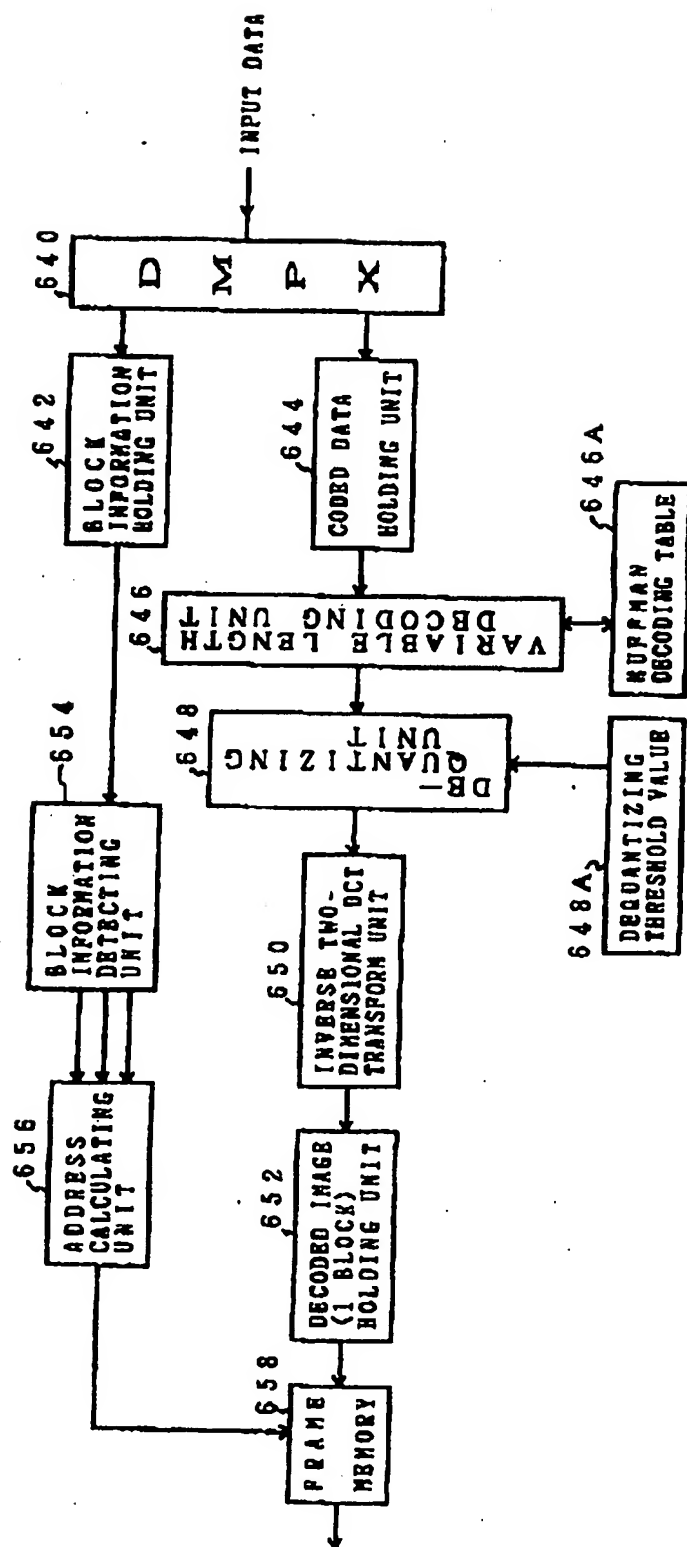 INPUT DATA
640
D M P X
642
BLOCK
INFORMATION
HOLDING UNIT
644
CODED DATA
HOLDING UNIT
646
VARIABLE LENGTH
DECODING UNIT
646A
HUFFMAN
DECODING TABLE
648
DE-
QUANTIZING
UNIT
648A
DEQUANTIZING
THRESHOLD VALUE
654
BLOCK
INFORMATION
DETECTING
UNIT
650
INVERSE TWO-
DIMENSIONAL DCT
TRANSFORM UNIT
656
ADDRESS
CALCULATING
UNIT
652
DECODED IMAGE
(1 BLOCK)
HOLDING UNIT
658
FRAME
MEMORY